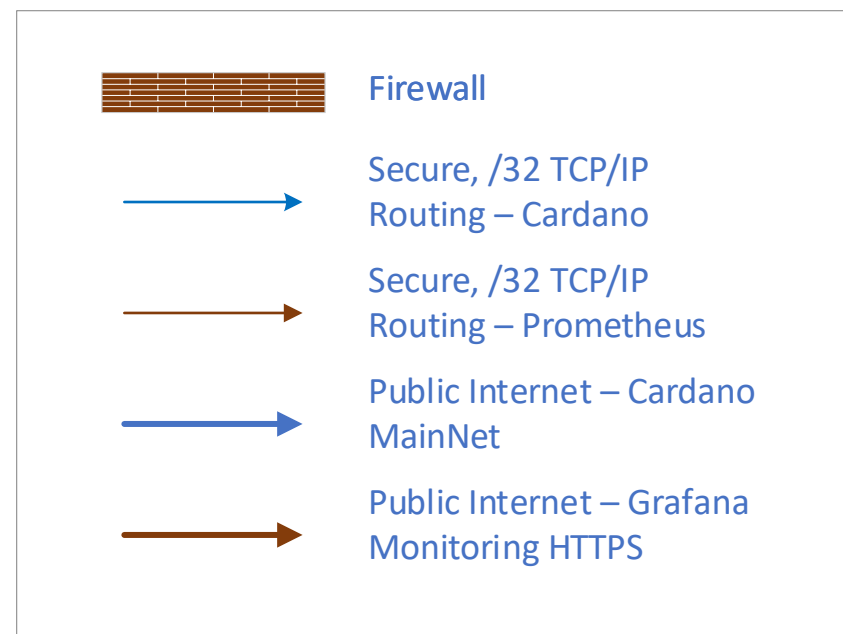 Firewall
Secure, /32 TCP/IP
Routing – Cardano
Secure, /32 TCP/IP
Routing – Prometheus
Public Internet – Cardano
MainNet
Public Internet – Grafana
Monitoring HTTPS